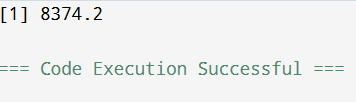 [1] 8374.2
=== Code Execution Successful ===